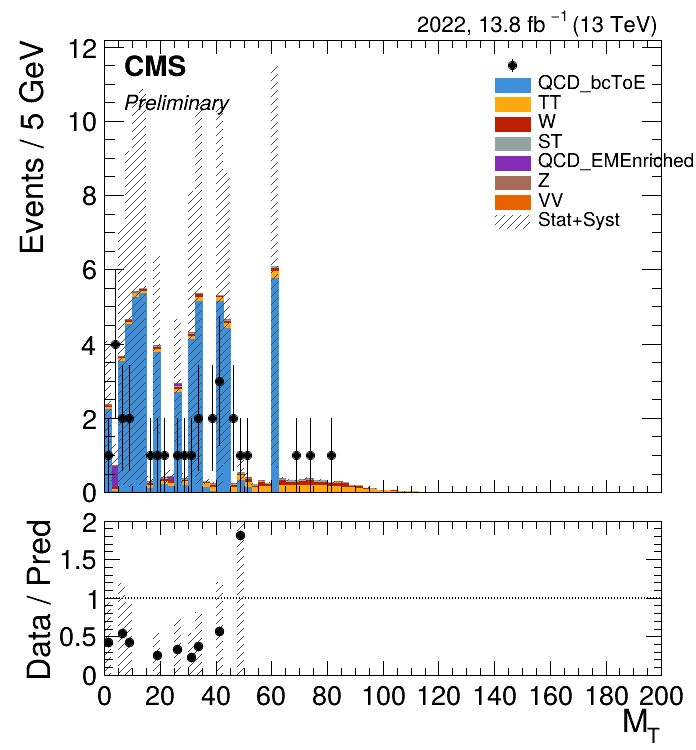 2022, 13.8 fb⁻¹ (13 TeV)
Events / 5 GeV
CMS
Preliminary
QCD_bcToE
TT
W
ST
QCD_EMEnriched
Z
VV
Stat+Syst
12
10
8
6
4
2
0
Data / Pred
2
1.5
1
0.5
0
0 20 40 60 80 100 120 140 160 180 200
M_T